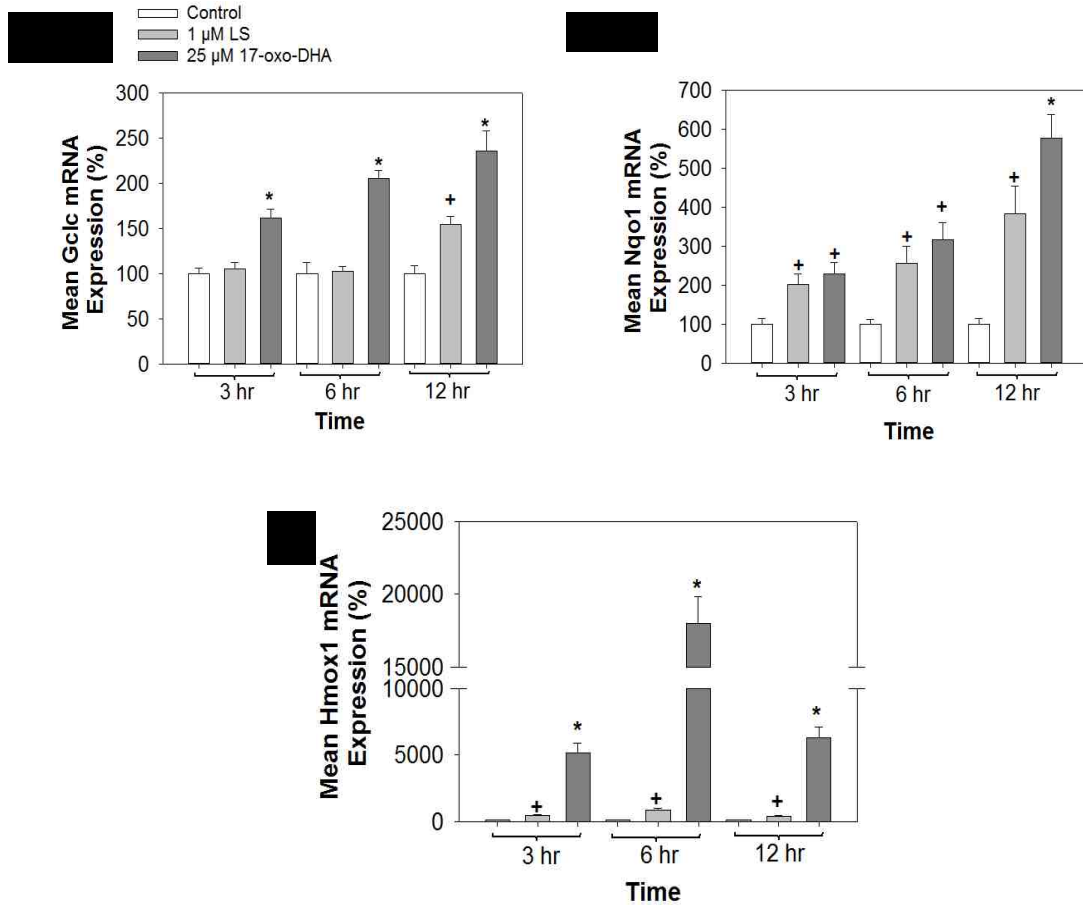 Control
1 µM LS
25 µM 17-oxo-DHA
Mean Gclc mRNA
Expression (%)
300
250
200
150
100
50
0
*
*
+
*
3 hr
6 hr
12 hr
Time
Mean Nqo1 mRNA
Expression (%)
700
600
500
400
300
200
100
0
+
+
+
+
+
*
3 hr
6 hr
12 hr
Time
Mean Hmox1 mRNA
Expression (%)
25000
20000
15000
10000
5000
0
+
*
+
*
+
*
3 hr
6 hr
12 hr
Time